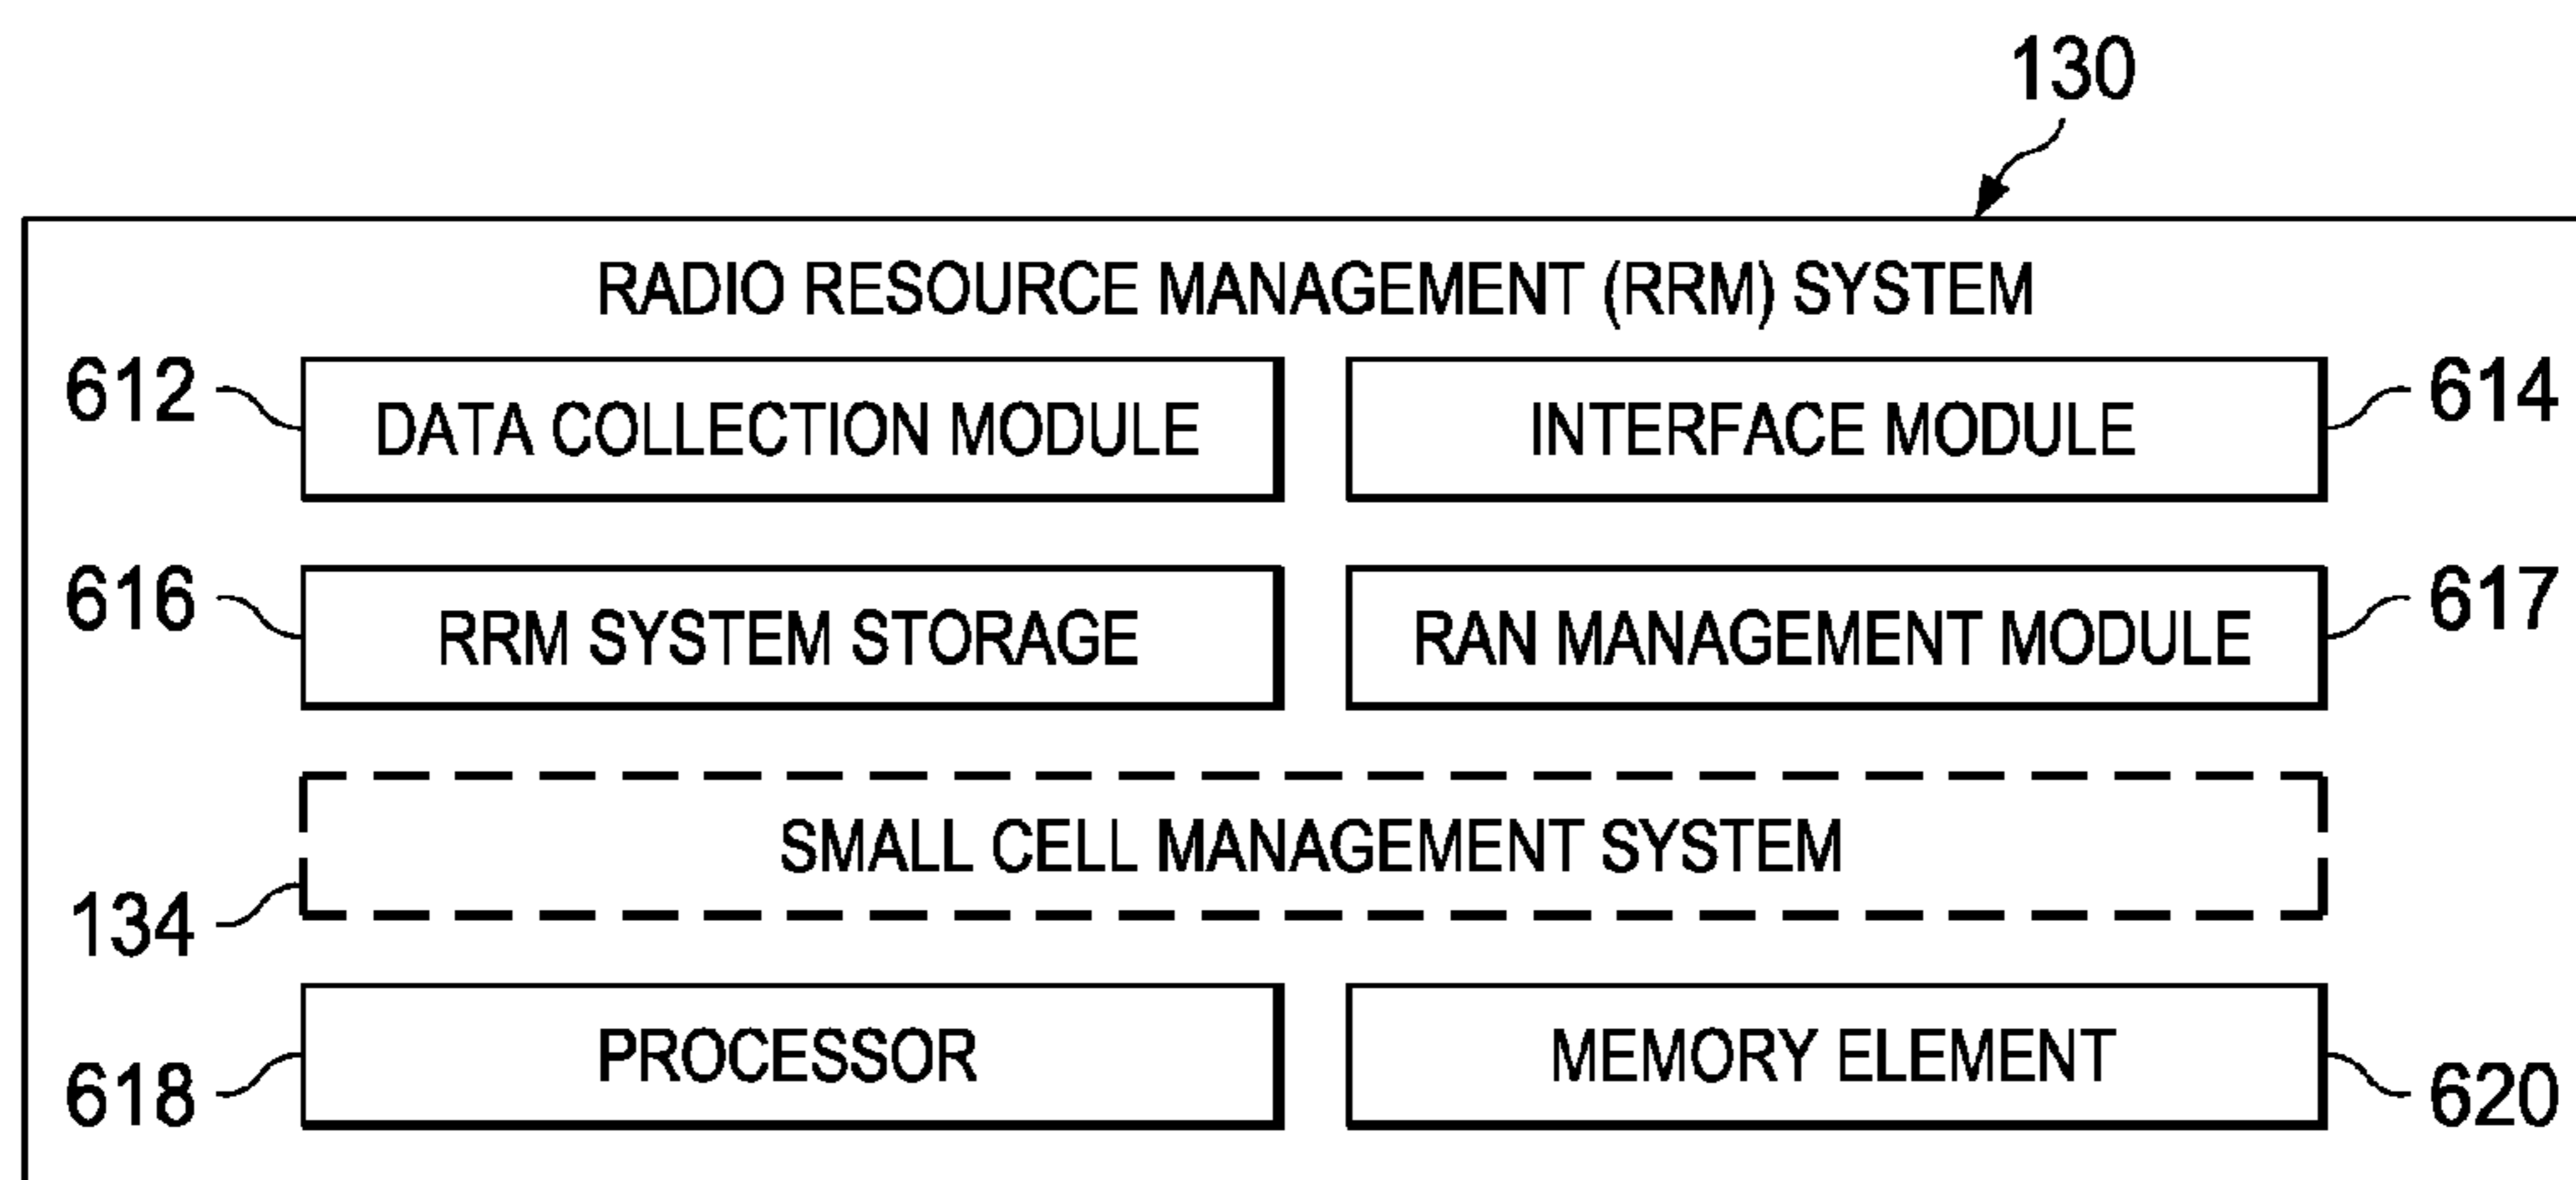 130
RADIO RESOURCE MANAGEMENT (RRM) SYSTEM
612 DATA COLLECTION MODULE INTERFACE MODULE 614
616 RRM SYSTEM STORAGE RAN MANAGEMENT MODULE 617
SMALL CELL MANAGEMENT SYSTEM
134
618 PROCESSOR MEMORY ELEMENT 620